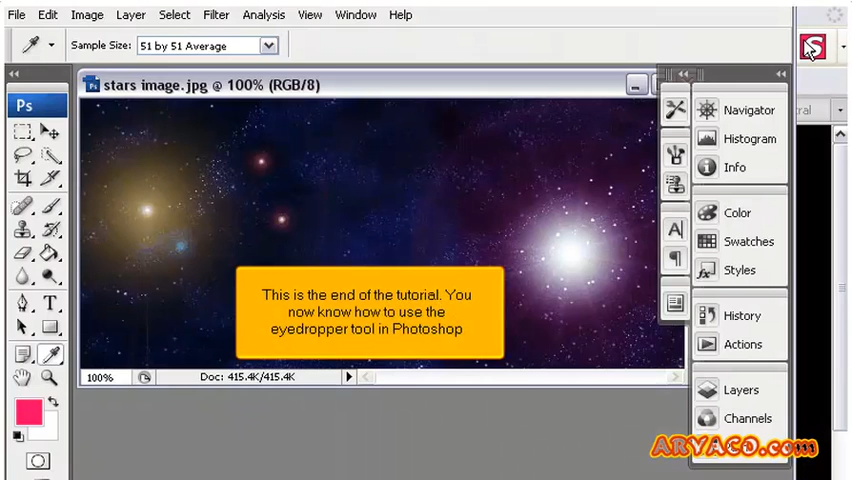 File Edit Image Layer Select Filter Analysis View Window Help
Sample Size: 51 by 51 Average
Ps
stars image.jpg @ 100% (RGB/8)
Navigator
Histogram
Info
Color
Swatches
Styles
History
Actions
Layers
Channels
This is the end of the tutorial. You
now know how to use the
eyedropper tool in Photoshop
100% Doc: 415.4K/415.4K
ARYACD.com